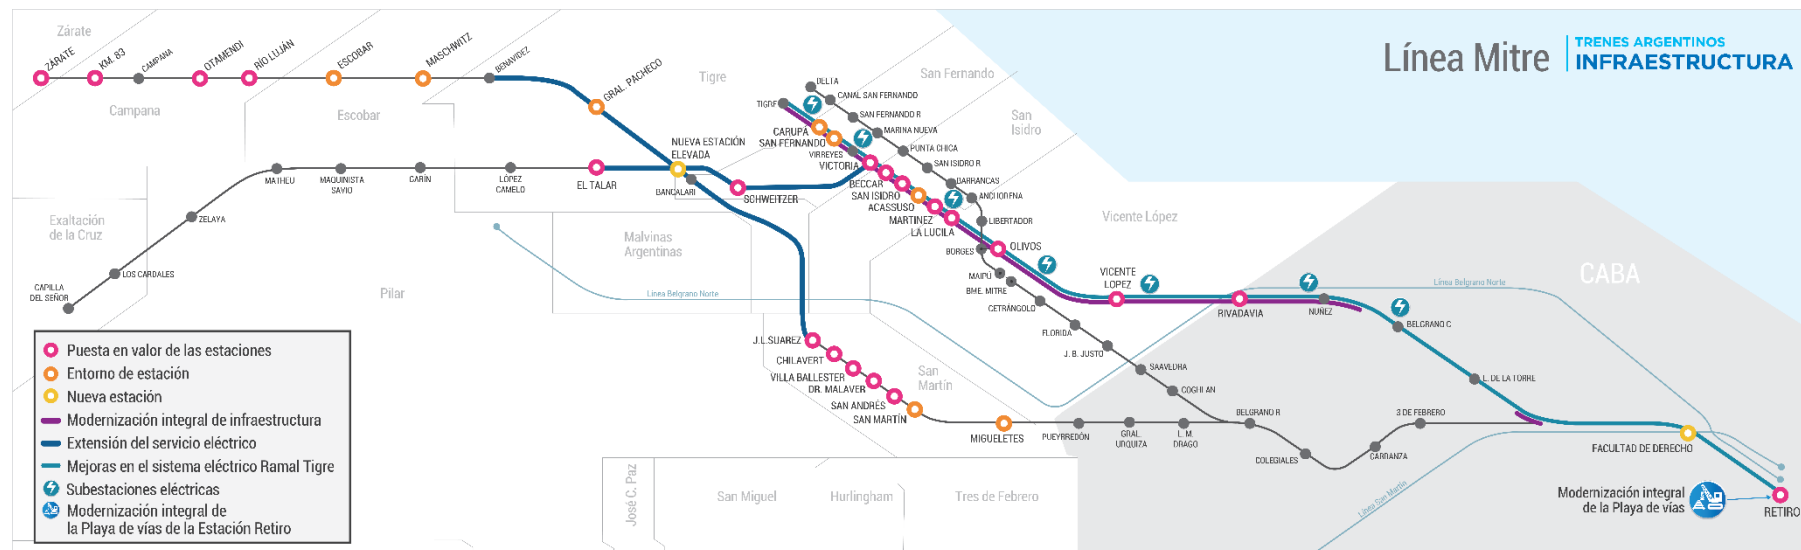 Línea Mitre
TRENES ARGENTINOS
INFRAESTRUCTURA
Zárate
ZÁRATE
KM. 83
CAMPANA
OTAMENDI
RÍO LUJÁN
ESCOBAR
MASCHWITZ
BENAVIDEZ
GRAL. PACHECO
Campana
Escobar
Tigre
San Fernando
San
Isidro
Vicente López
CABA
DELTA
CANAL SAN FERNANDO
SAN FERNANDO R
MARINA NUEVA
PUNTA CHICA
SAN ISIDRO R
BARRANCAS
ANCHORENA
LIBERTADOR
BORGES
MAIPÚ
BME. MITRE
CETRÁNGOLO
FLORIDA
J. B. JUSTO
SAAVEDRA
COGHLAN
TIGRE
CARUPÁ
SAN FERNANDO
VIRREYES
VICTORIA
BECCAR
SAN ISIDRO
ACASSUSO
MARTINEZ
LA LUCILA
OLIVOS
VICENTE
LOPEZ
RIVADAVIA
NUÑEZ
BELGRANO C
L. DE LA TORRE
NUEVA ESTACIÓN
ELEVADA
BANCALARI
SCHWEITZER
EL TALAR
LÓPEZ
CAMELO
GARÍN
MAQUINISTA
SAVIO
MATHEU
ZELAYA
LOS CARDALES
CAPILLA
DEL SEÑOR
Exaltación
de la Cruz
Pilar
Malvinas
Argentinas
Línea Belgrano Norte
Línea Belgrano Norte
J.L.SUAREZ
CHILAVERT
VILLA BALLESTER
DR. MALAVER
SAN ANDRÉS
SAN MARTÍN
San
Martín
MIGUELETES
PUEYRREDÓN
GRAL.
URQUIZA
L. M.
DRAGO
BELGRANO R
COLEGIALES
CARRANZA
3 DE FEBRERO
FACULTAD DE DERECHO
RETIRO
Línea San Martín
Modernización integral
de la Playa de vías
José C. Paz
San Miguel
Hurlingham
Tres de Febrero
Puesta en valor de las estaciones
Entorno de estación
Nueva estación
Modernización integral de infraestructura
Extensión del servicio eléctrico
Mejoras en el sistema eléctrico Ramal Tigre
Subestaciones eléctricas
Modernización integral de
la Playa de vías de la Estación Retiro